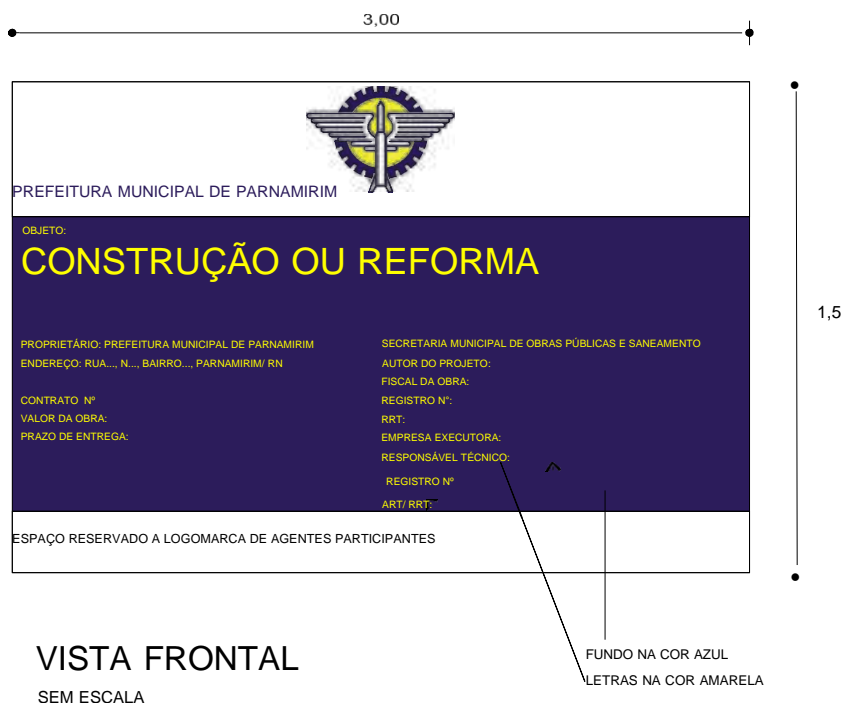 3,00
PREFEITURA MUNICIPAL DE PARNAMIRIM
OBJETO:
CONSTRUÇÃO OU REFORMA
1,5
PROPRIETÁRIO: PREFEITURA MUNICIPAL DE PARNAMIRIM
ENDEREÇO: RUA..., N..., BAIRRO..., PARNAMIRIM/ RN
CONTRATO Nº
VALOR DA OBRA:
PRAZO DE ENTREGA:
SECRETARIA MUNICIPAL DE OBRAS PÚBLICAS E SANEAMENTO
AUTOR DO PROJETO:
FISCAL DA OBRA:
REGISTRO N°:
RRT:
EMPRESA EXECUTORA:
RESPONSÁVEL TÉCNICO:
REGISTRO Nº
ART/ RRT:
ESPAÇO RESERVADO A LOGOMARCA DE AGENTES PARTICIPANTES
VISTA FRONTAL
SEM ESCALA
FUNDO NA COR AZUL
LETRAS NA COR AMARELA